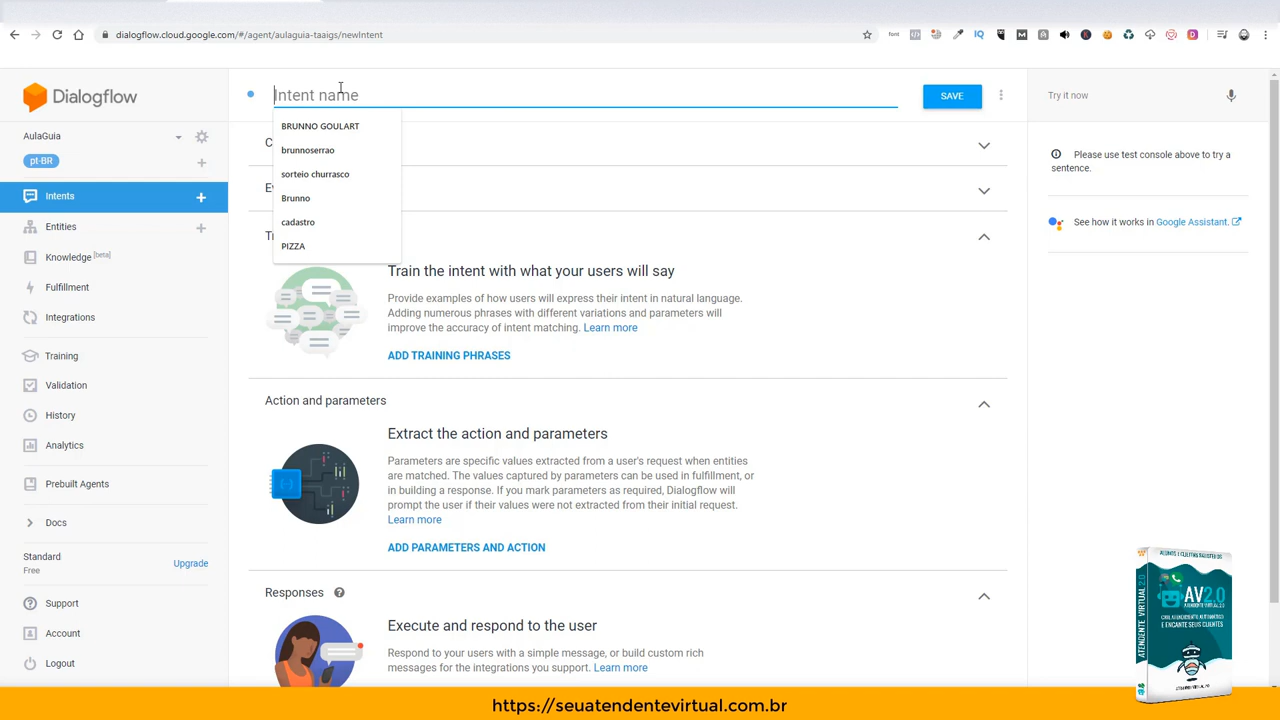 dialogflow.cloud.google.com/#/agent/aulaguia-taaigs/newIntent
Dialogflow
AulaGuia
pt-BR
Intents
Entities
Knowledge [beta]
Fulfillment
Integrations
Training
Validation
History
Analytics
Prebuilt Agents
Docs
Standard
Free
Upgrade
Support
Account
Logout
Intent name
SAVE
BRUNNO GOULART
brunnoserrao
sorteio churrasco
Brunno
cadastro
PIZZA
Train the intent with what your users will say
Provide examples of how users will express their intent in natural language.
Adding numerous phrases with different variations and parameters will
improve the accuracy of intent matching. Learn more
ADD TRAINING PHRASES
Action and parameters
Extract the action and parameters
Parameters are specific values extracted from a user's request when entities
are matched. The values captured by parameters can be used in fulfillment, or
in building a response. If you mark parameters as required, Dialogflow will
prompt the user if their values were not extracted from their initial request.
Learn more
ADD PARAMETERS AND ACTION
Responses
Execute and respond to the user
Respond to your users with a simple message, or build custom rich
messages for the integrations you support. Learn more
Try it now
Please use test console above to try a
sentence.
See how it works in Google Assistant.
AV2.0
ATENDENTE VIRTUAL 2.0
E ENCANTE SEUS CLIENTES
https://seuatendentevirtual.com.br